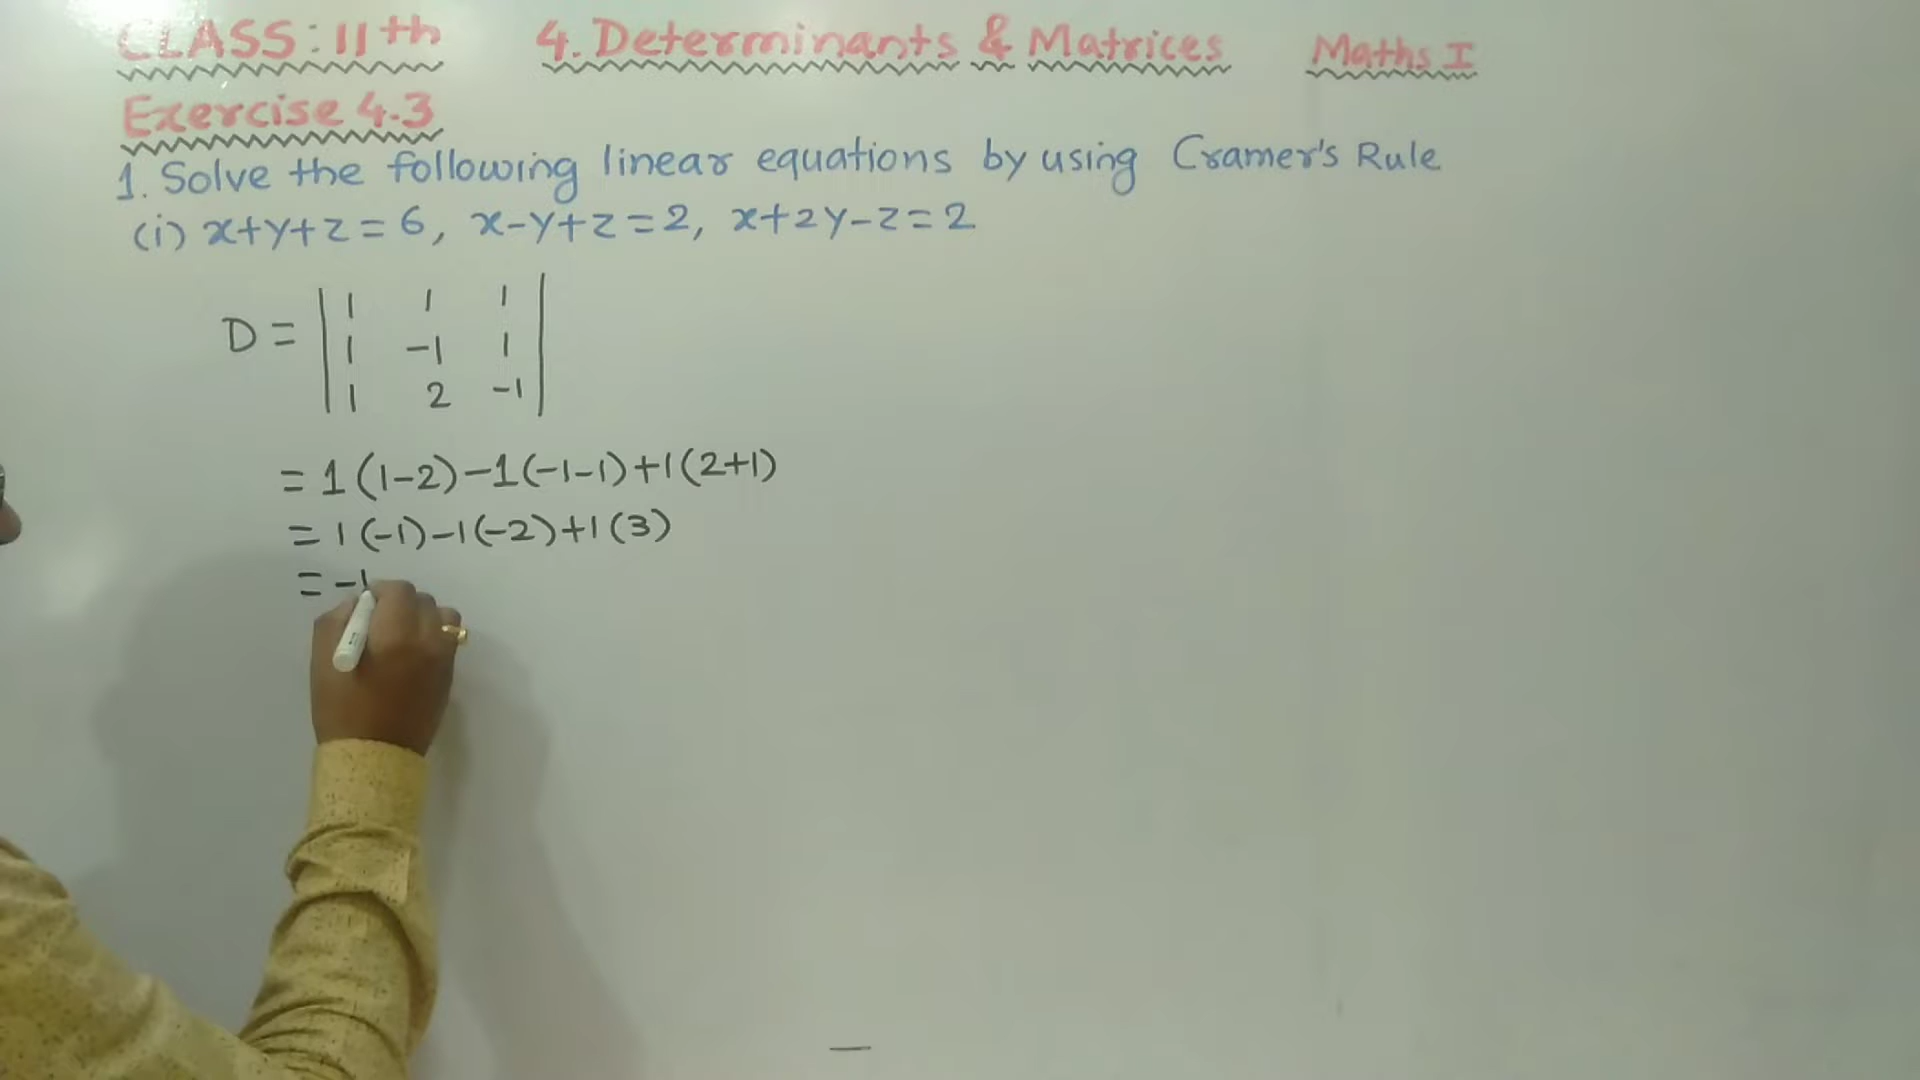 CLASS: 11th 4. Determinants & Matrices Maths I
Exercise 4.3
1. Solve the following linear equations by using Cramer's Rule
(i) x+y+z=6, x-y+z=2, x+2y-z=2
D = | 1 1 1 |
| 1 -1 1 |
| 1 2 -1 |
= 1(1-2)-1(-1-1)+1(2+1)
= 1(-1)-1(-2)+1(3)
= -1